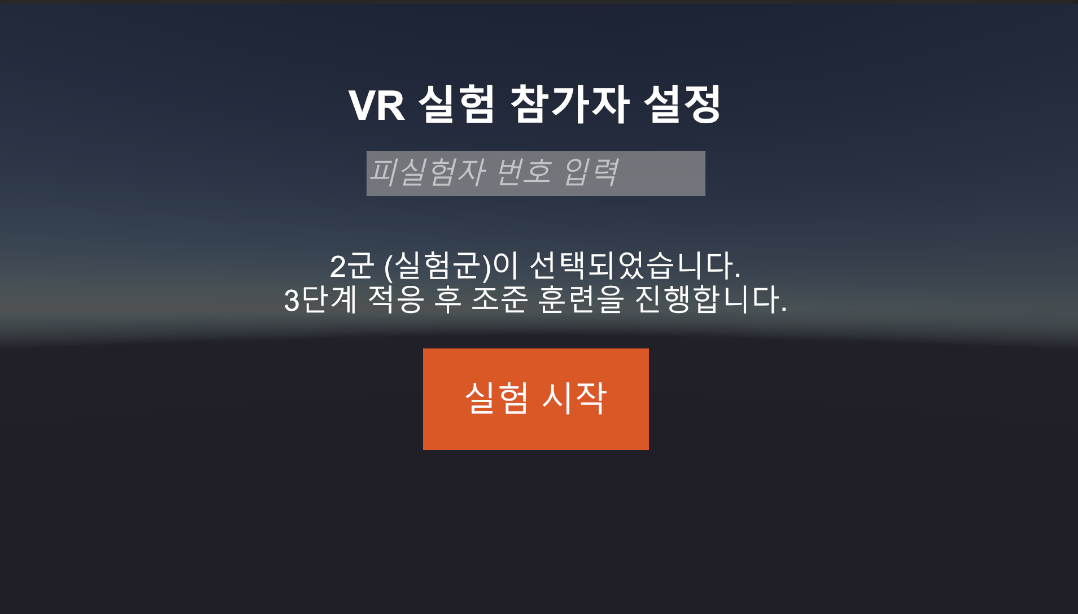 VR 실험 참가자 설정
피실험자 번호 입력
2군 (실험군)이 선택되었습니다.
3단계 적응 후 조준 훈련을 진행합니다.
실험 시작